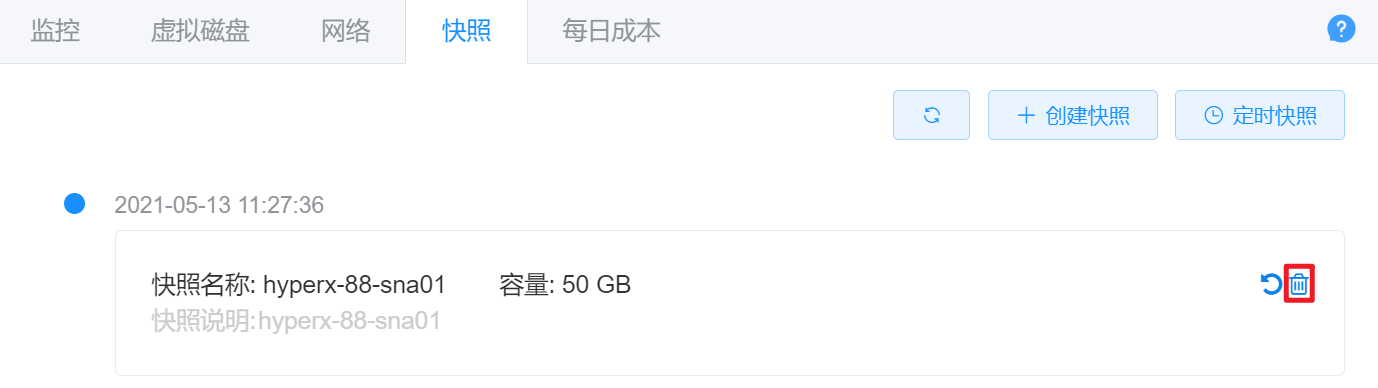 监控 虚拟磁盘 网络 快照 每日成本
创建快照 定时快照
2021-05-13 11:27:36
快照名称: hyperx-88-sna01 容量: 50 GB
快照说明:hyperx-88-sna01